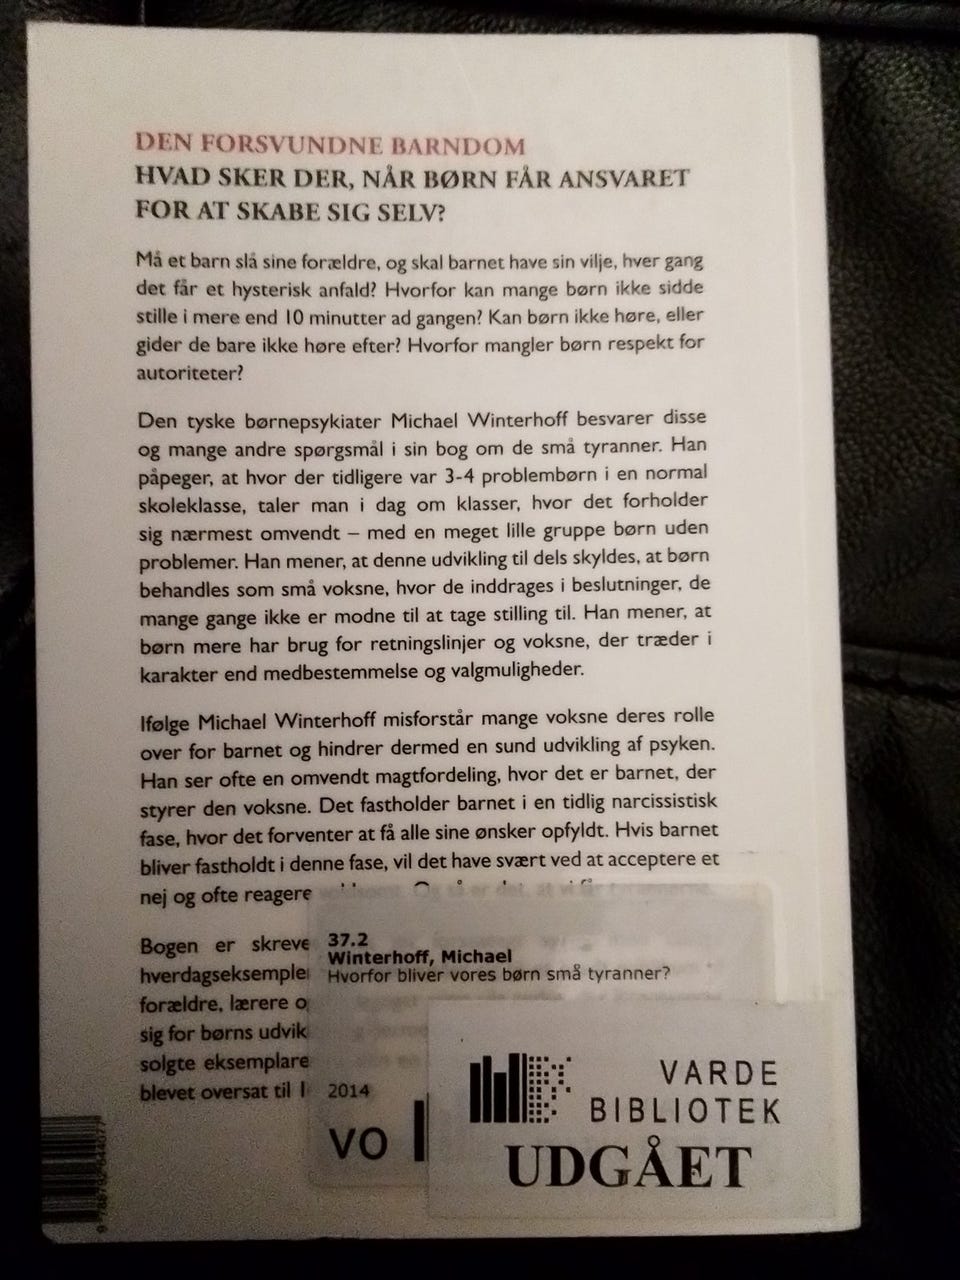 DEN FORSVUNDNE BARNDOM
HVAD SKER DER, NÅR BØRN FÅR ANSVARET
FOR AT SKABE SIG SELV?
Må et barn slå sine forældre, og skal barnet have sin vilje, hver gang
det får et hysterisk anfald? Hvorfor kan mange børn ikke sidde
stille i mere end 10 minutter ad gangen? Kan børn ikke høre, eller
gider de bare ikke høre efter? Hvorfor mangler børn respekt for
autoriteter?
Den tyske børnepsykiater Michael Winterhoff besvarer disse
og mange andre spørgsmål i sin bog om de små tyranner. Han
påpeger, at hvor der tidligere var 3-4 problembørn i en normal
skoleklasse, taler man i dag om klasser, hvor det forholder
sig nærmest omvendt – med en meget lille gruppe børn uden
problemer. Han mener, at denne udvikling til dels skyldes, at børn
behandles som små voksne, hvor de inddrages i beslutninger, de
mange gange ikke er modne til at tage stilling til. Han mener, at
børn mere har brug for retningslinjer og voksne, der træder i
karakter end medbestemmelse og valgmuligheder.
Ifølge Michael Winterhoff misforstår mange voksne deres rolle
over for barnet og hindrer dermed en sund udvikling af psyken.
Han ser ofte en omvendt magtfordeling, hvor det er barnet, der
styrer den voksne. Det fastholder barnet i en tidlig narcissistisk
fase, hvor det forventer at få alle sine ønsker opfyldt. Hvis barnet
bliver fastholdt i denne fase, vil det have svært ved at acceptere et
nej og ofte reagere
Bogen er skreve
hverdagseksemple
forældre, lærere o
sig for børns udvik
solgte eksemplare
blevet oversat til
37.2
Winterhoff, Michael
Hvorfor bliver vores børn små tyranner?
2014
VO
VARDE
BIBLIOTEK
UDGÅET